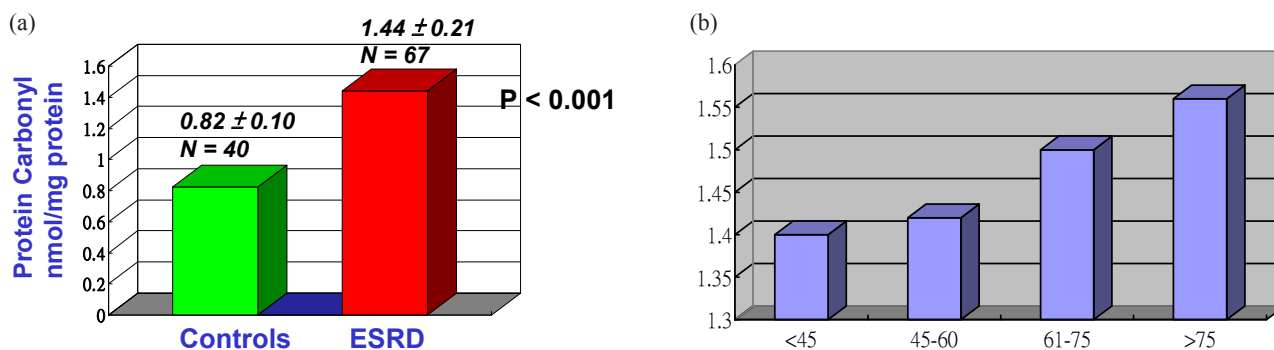 (a)
1.44 ± 0.21
N = 67
P < 0.001
0.82 ± 0.10
N = 40
Protein Carbonyl
nmol/mg protein
1.6
1.4
1.2
1
0.8
0.6
0.4
0.2
0
Controls
ESRD
(b)
1.6
1.55
1.5
1.45
1.4
1.35
1.3
<45
45-60
61-75
>75